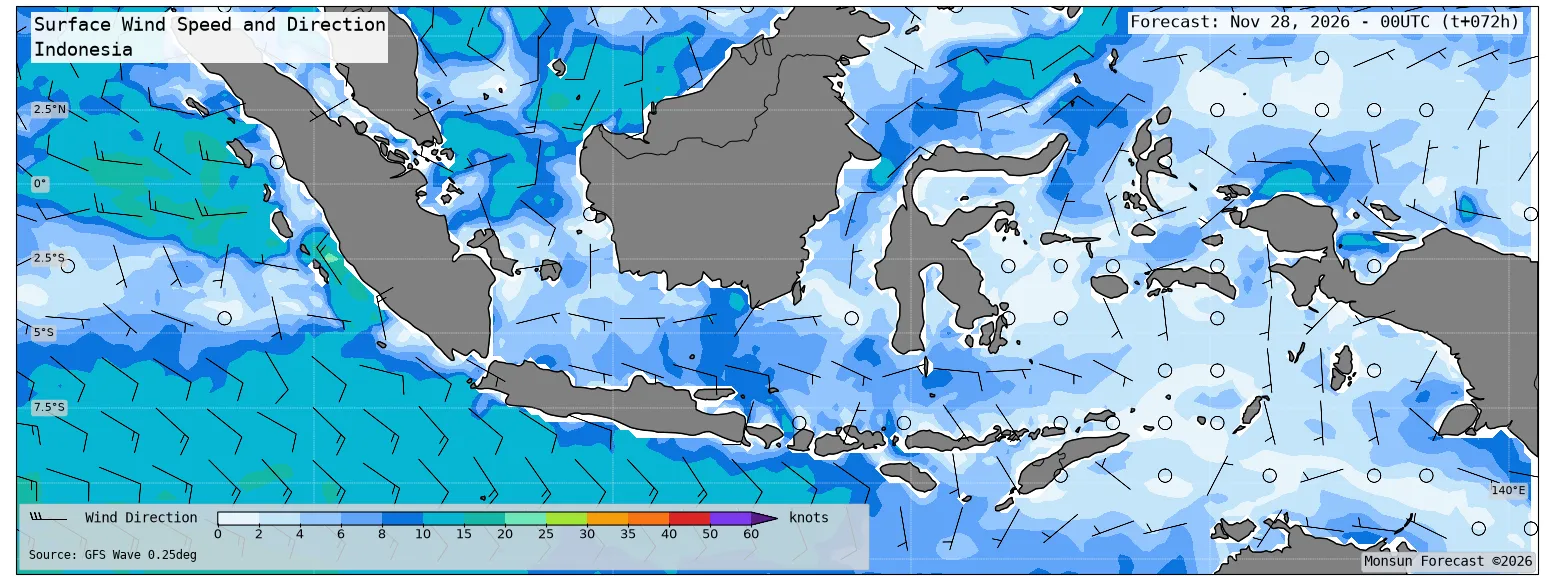 Surface Wind Speed and Direction
Indonesia
Forecast: Nov 28, 2026 - 00UTC (t+072h)
2.5°N
0°
2.5°S
5°S
7.5°S
140°E
Wind Direction
0 2 4 6 8 10 15 20 25 30 35 40 50 60
knots
Source: GFS Wave 0.25deg
Monsun Forecast ©2026